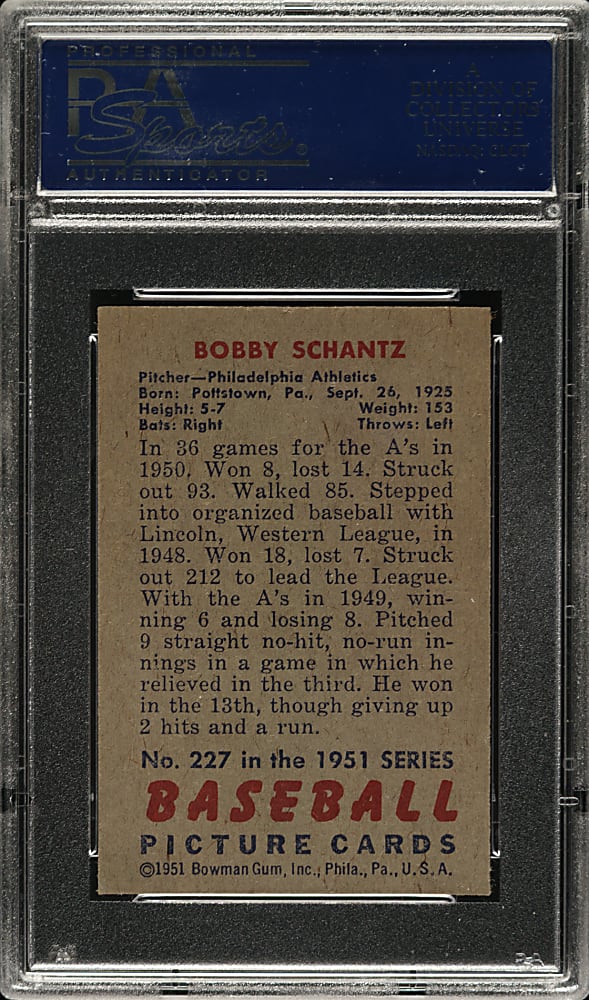 PROFESSIONAL
PSA
Sports®
AUTHENTICATOR
A
DIVISION OF
COLLECTORS
UNIVERSE
NASDAQ: CLCT
BOBBY SCHANTZ
Pitcher—Philadelphia Athletics
Born: Pottstown, Pa., Sept. 26, 1925
Height: 5-7 Weight: 153
Bats: Right Throws: Left
In 36 games for the A's in
1950. Won 8, lost 14. Struck
out 93. Walked 85. Stepped
into organized baseball with
Lincoln, Western League, in
1948. Won 18, lost 7. Struck
out 212 to lead the League.
With the A's in 1949, win-
ning 6 and losing 8. Pitched
9 straight no-hit, no-run in-
nings in a game in which he
relieved in the third. He won
in the 13th, though giving up
2 hits and a run.
No. 227 in the 1951 SERIES
BASEBALL
PICTURE CARDS
©1951 Bowman Gum, Inc., Phila., Pa., U.S.A.
PSA